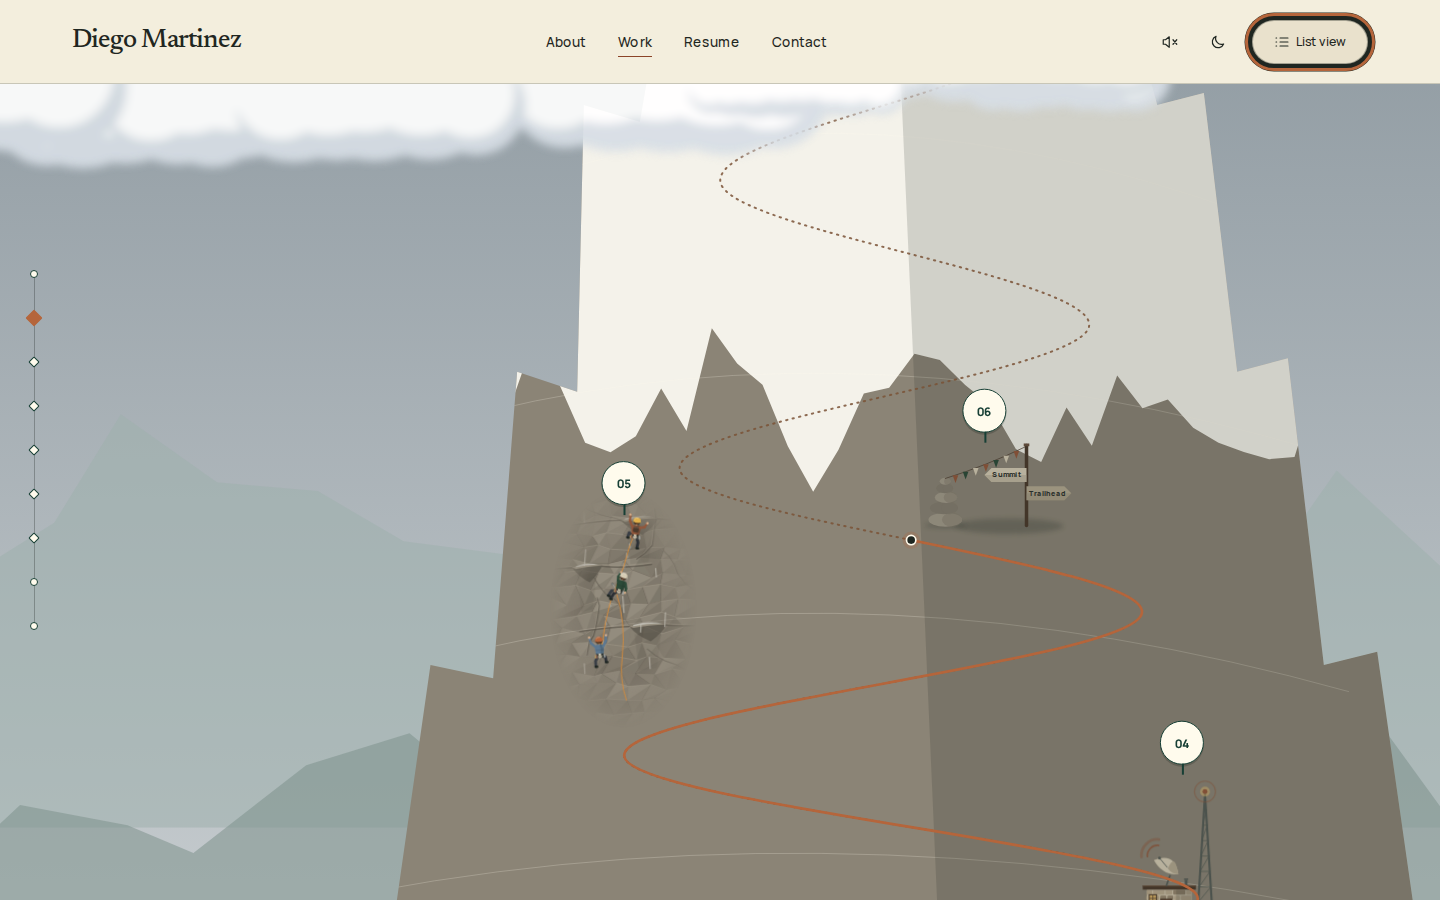 Diego Martinez
About
Work
Resume
Contact
List view
06
Summit
05
Trailhead
04